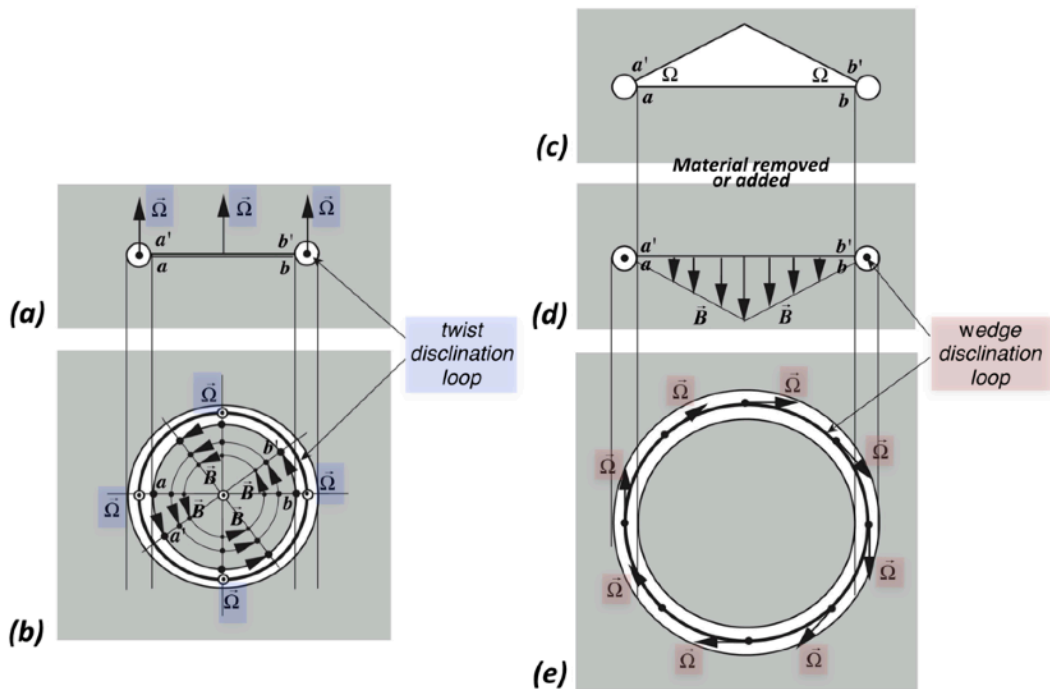 a'
b'
Ω
Ω
a
b
(c)
Material removed
or added
Ω⃗
Ω⃗
Ω⃗
a'
b'
a
b
(a)
a'
b'
a
b
B⃗
B⃗
(d)
twist
disclination
loop
wedge
disclination
loop
Ω⃗
b'
B⃗
B⃗
a
b
Ω⃗
Ω⃗
B⃗
B⃗
a'
Ω⃗
(b)
Ω⃗
Ω⃗
Ω⃗
Ω⃗
Ω⃗
Ω⃗
Ω⃗
Ω⃗
(e)